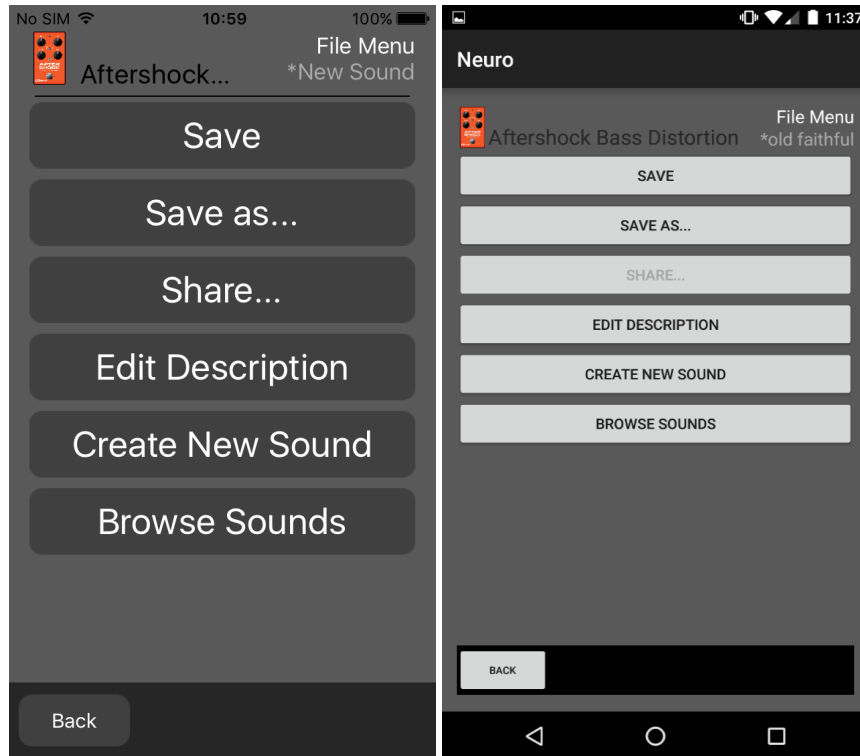 No SIM 10:59 100%
File Menu
Aftershock... *New Sound
Save
Save as...
Share...
Edit Description
Create New Sound
Browse Sounds
Back
11:37
Neuro
File Menu
Aftershock Bass Distortion *old faithful
SAVE
SAVE AS...
SHARE...
EDIT DESCRIPTION
CREATE NEW SOUND
BROWSE SOUNDS
BACK